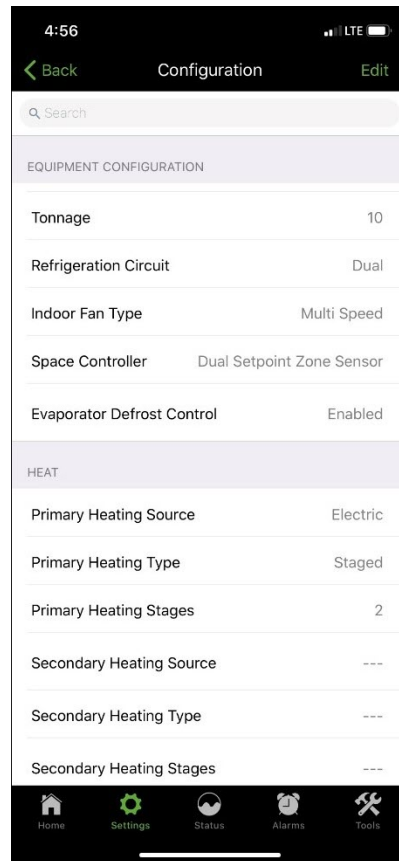 4:56 LTE
Back Configuration Edit
Search
EQUIPMENT CONFIGURATION
Tonnage 10
Refrigeration Circuit Dual
Indoor Fan Type Multi Speed
Space Controller Dual Setpoint Zone Sensor
Evaporator Defrost Control Enabled
HEAT
Primary Heating Source Electric
Primary Heating Type Staged
Primary Heating Stages 2
Secondary Heating Source ---
Secondary Heating Type ---
Secondary Heating Stages ---
Home Settings Status Alarms Tools